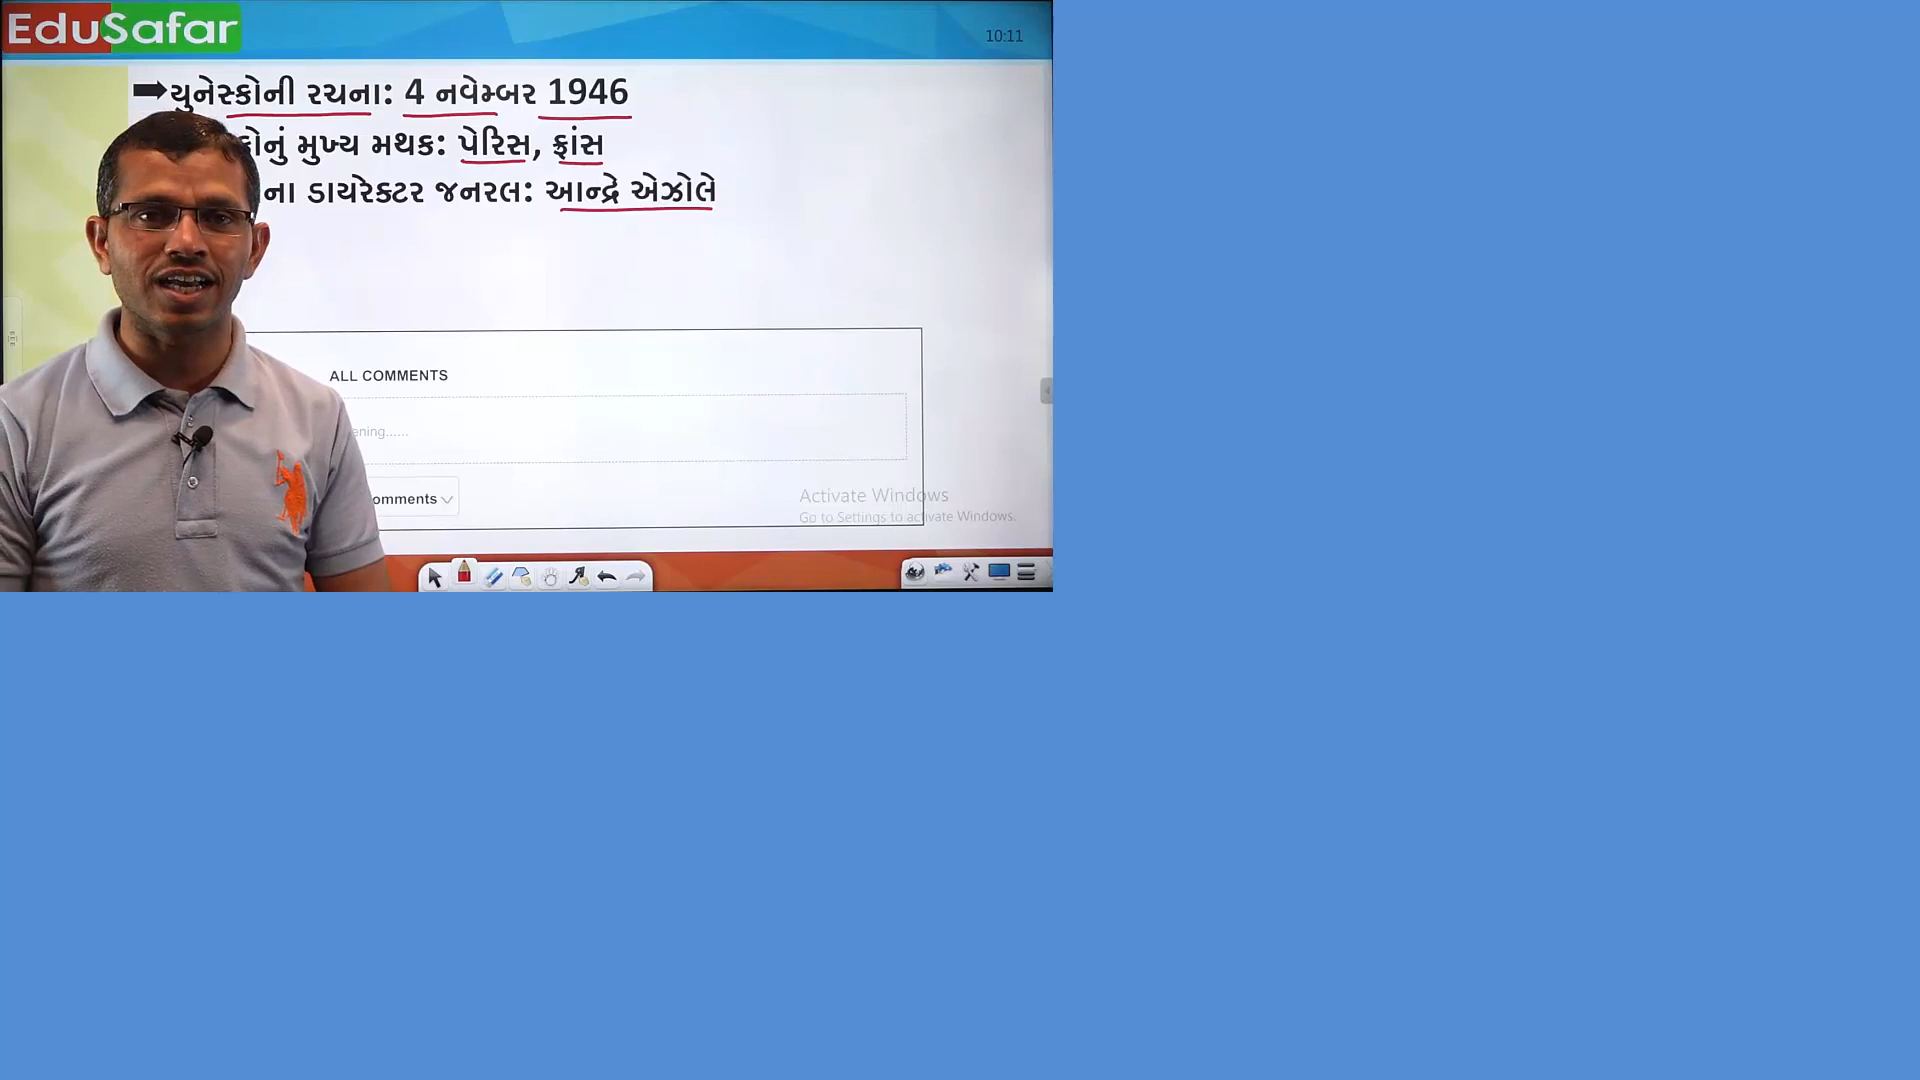 EduSafar
10:11
➡યુનેસ્કોની રચના: 4 નવેમ્બર 1946
મુખ્ય મથક: પેરિસ, ફ્રાંસ
ના ડાયરેક્ટર જનરલ: આન્દ્રે એઝોલે
ALL COMMENTS
ening......
omments
Activate Windows
Go to Settings to activate Windows.